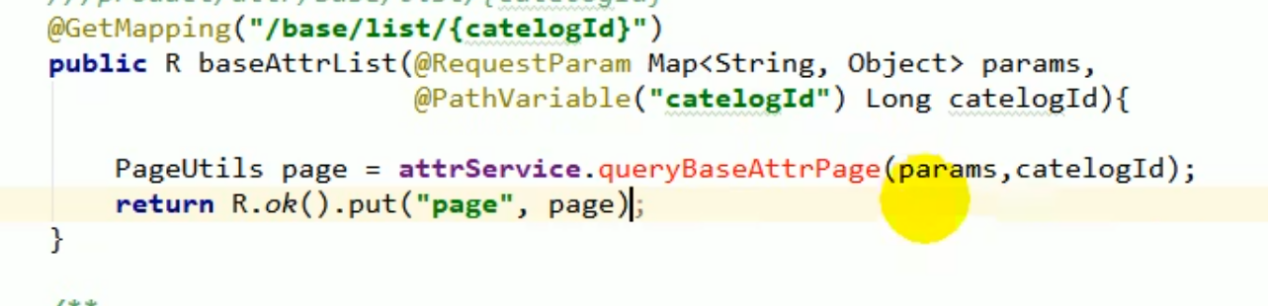 @GetMapping("/base/list/{catelogId}")
public R baseAttrList(@RequestParam Map<String, Object> params,
@PathVariable("catelogId") Long catelogId){
PageUtils page = attrService.queryBaseAttrPage(params,catelogId);
return R.ok().put("page", page);
}
/**